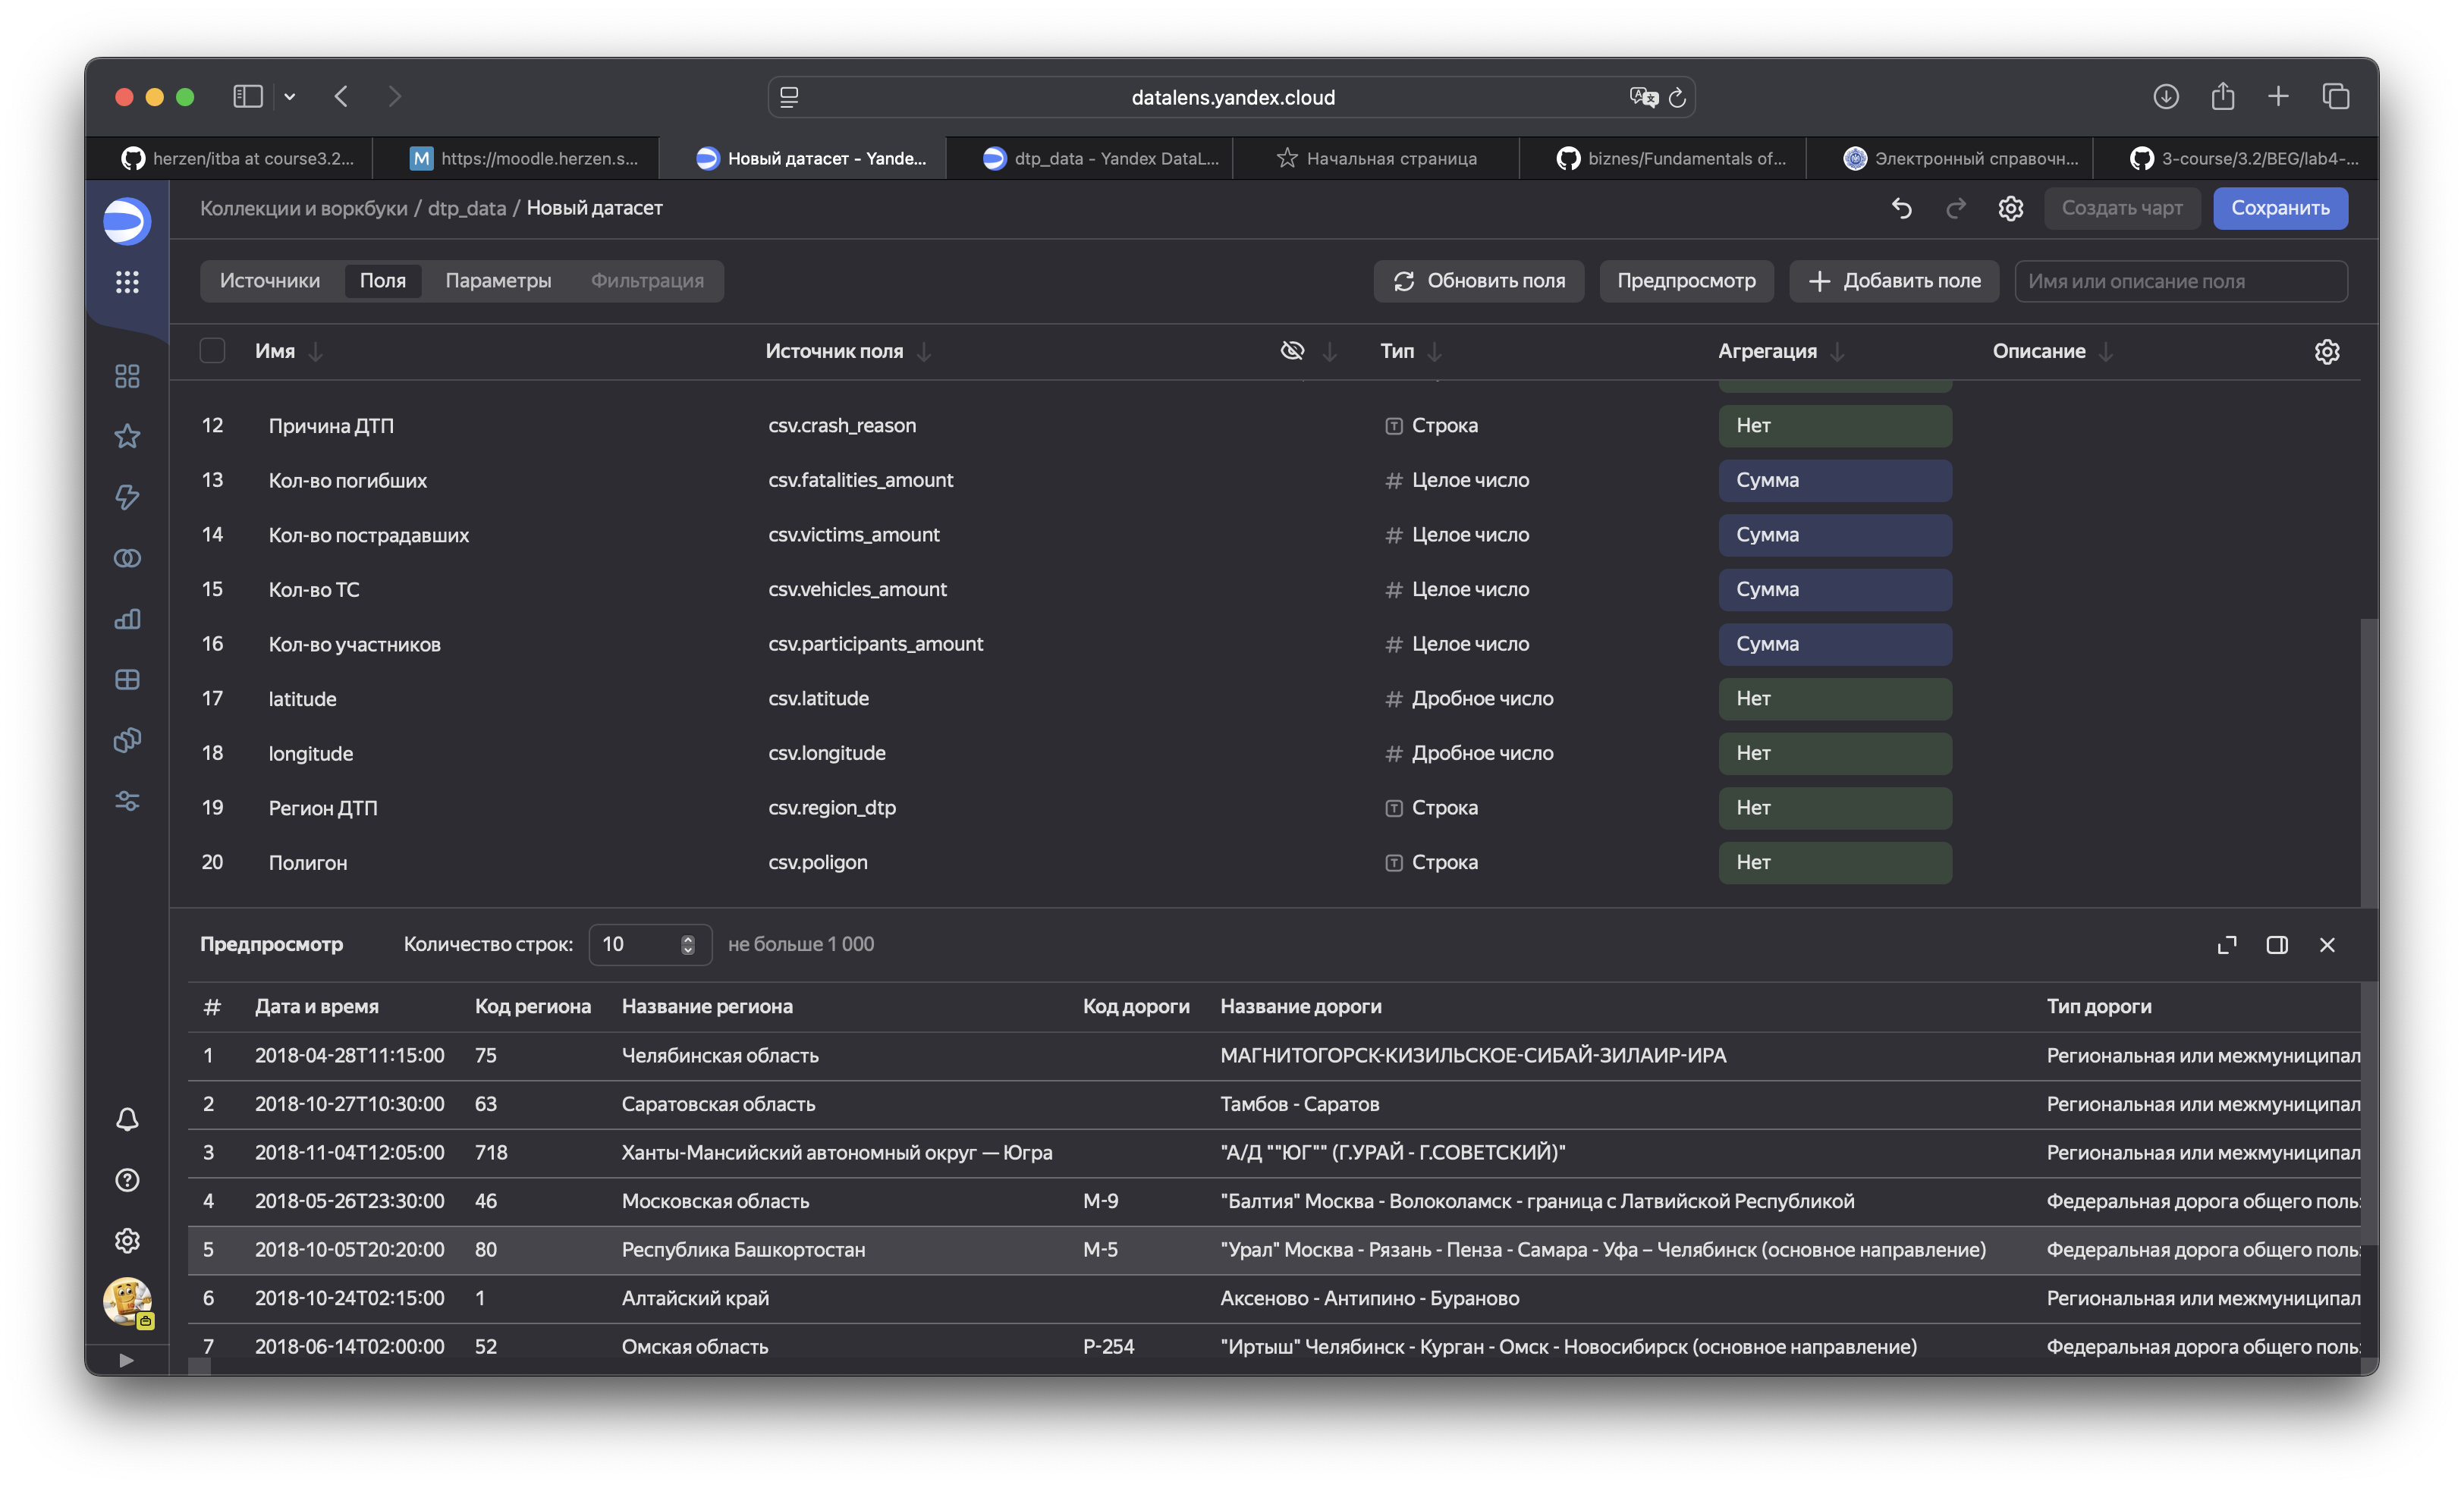 datalens.yandex.cloud
herzen/itba at course3.2...
M https://moodle.herzen.s...
Новый датасет - Yande...
dtp_data - Yandex DataL...
Начальная страница
biznes/Fundamentals of...
Электронный справочн...
3-course/3.2/BEG/lab4-...
Коллекции и воркбуки / dtp_data / Новый датасет
Создать чарт
Сохранить
Источники Поля Параметры Фильтрация
Обновить поля
Предпросмотр
Добавить поле
Имя или описание поля
Имя Источник поля Тип Агрегация Описание
12 Причина ДТП csv.crash_reason Строка Нет
13 Кол-во погибших csv.fatalities_amount # Целое число Сумма
14 Кол-во пострадавших csv.victims_amount # Целое число Сумма
15 Кол-во ТС csv.vehicles_amount # Целое число Сумма
16 Кол-во участников csv.participants_amount # Целое число Сумма
17 latitude csv.latitude # Дробное число Нет
18 longitude csv.longitude # Дробное число Нет
19 Регион ДТП csv.region_dtp Строка Нет
20 Полигон csv.poligon Строка Нет
Предпросмотр Количество строк: 10 не больше 1 000
# Дата и время Код региона Название региона Код дороги Название дороги Тип дороги
1 2018-04-28T11:15:00 75 Челябинская область МАГНИТОГОРСК-КИЗИЛЬСКОЕ-СИБАЙ-ЗИЛАИР-ИРА Региональная или межмуниципал
2 2018-10-27T10:30:00 63 Саратовская область Тамбов - Саратов Региональная или межмуниципал
3 2018-11-04T12:05:00 718 Ханты-Мансийский автономный округ — Югра "А/Д ""ЮГ"" (Г.УРАЙ - Г.СОВЕТСКИЙ)" Региональная или межмуниципал
4 2018-05-26T23:30:00 46 Московская область М-9 "Балтия" Москва - Волоколамск - граница с Латвийской Республикой Федеральная дорога общего поль
5 2018-10-05T20:20:00 80 Республика Башкортостан М-5 "Урал" Москва - Рязань - Пенза - Самара - Уфа – Челябинск (основное направление) Федеральная дорога общего поль
6 2018-10-24T02:15:00 1 Алтайский край Аксеново - Антипино - Бураново Региональная или межмуниципал
7 2018-06-14T02:00:00 52 Омская область Р-254 "Иртыш" Челябинск - Курган - Омск - Новосибирск (основное направление) Федеральная дорога общего поль